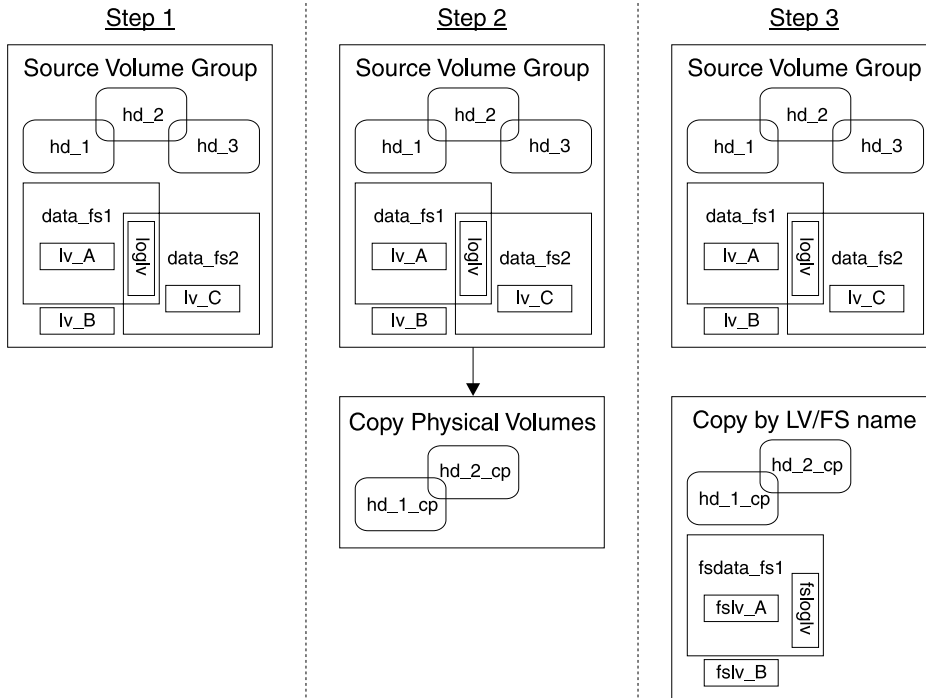 Step 1
Source Volume Group
hd_2
hd_1
hd_3
data_fs1
loglv
lv_A
data_fs2
lv_C
lv_B
Step 2
Source Volume Group
hd_2
hd_1
hd_3
data_fs1
loglv
lv_A
data_fs2
lv_C
lv_B
Copy Physical Volumes
hd_2_cp
hd_1_cp
Step 3
Source Volume Group
hd_2
hd_1
hd_3
data_fs1
loglv
lv_A
data_fs2
lv_C
lv_B
Copy by LV/FS name
hd_2_cp
hd_1_cp
fsdata_fs1
fsloglv
fslv_A
fslv_B